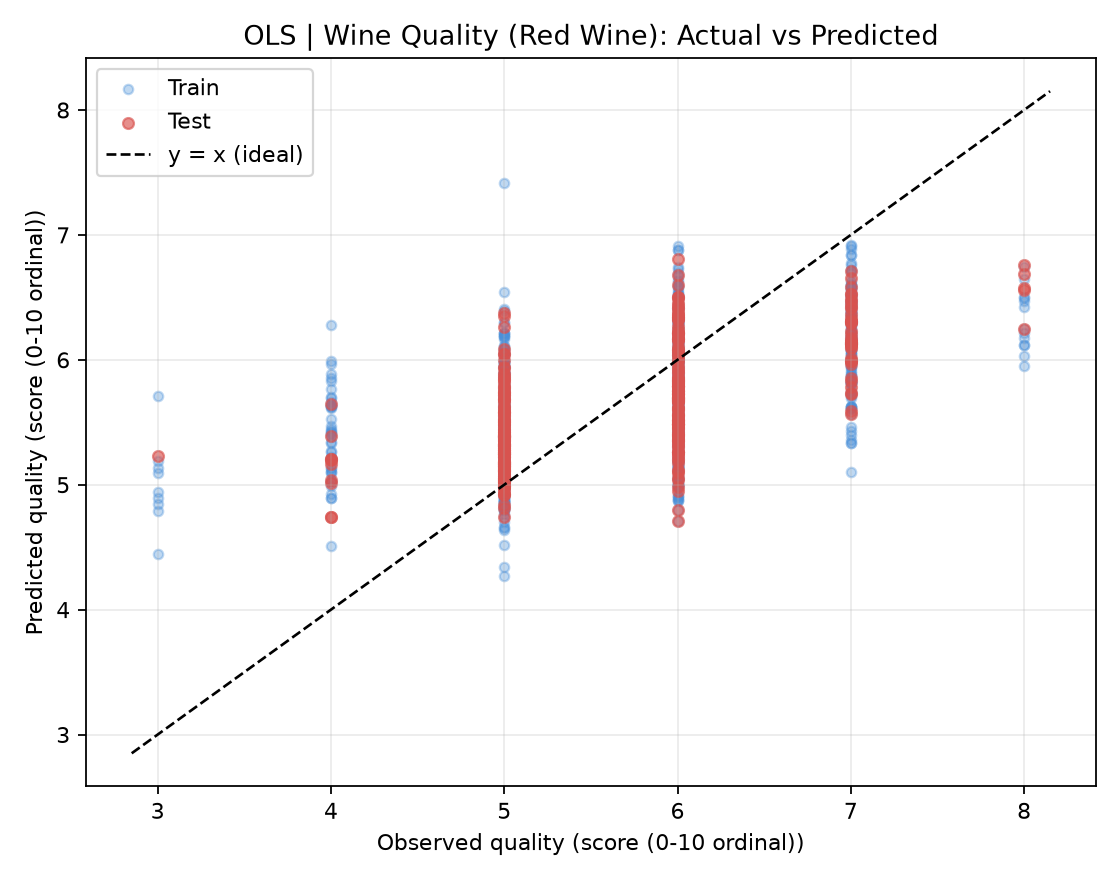 OLS | Wine Quality (Red Wine): Actual vs Predicted
Train
Test
y = x (ideal)
Predicted quality (score (0-10 ordinal))
8
7
6
5
4
3
3 4 5 6 7 8
Observed quality (score (0-10 ordinal))